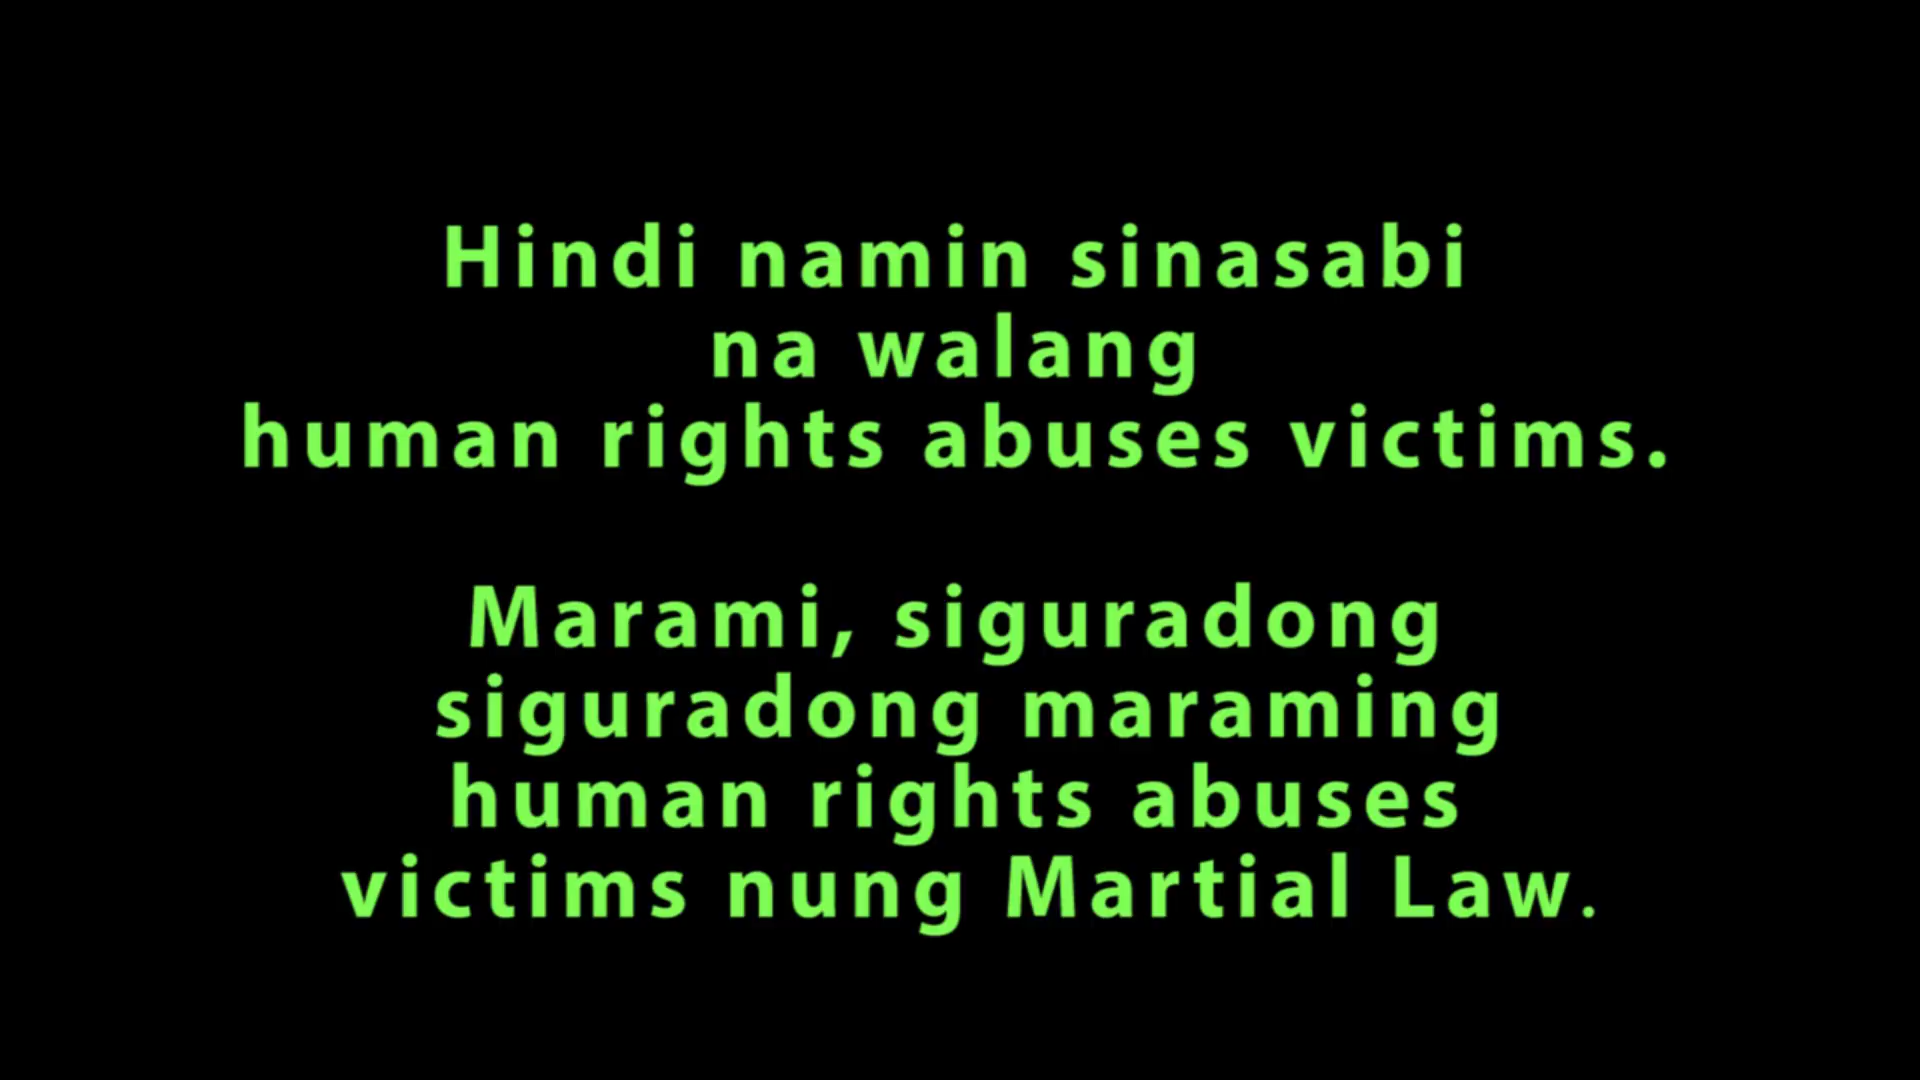 Hindi namin sinasabi
na walang
human rights abuses victims.
Marami, siguradong
siguradong maraming
human rights abuses
victims nung Martial Law.